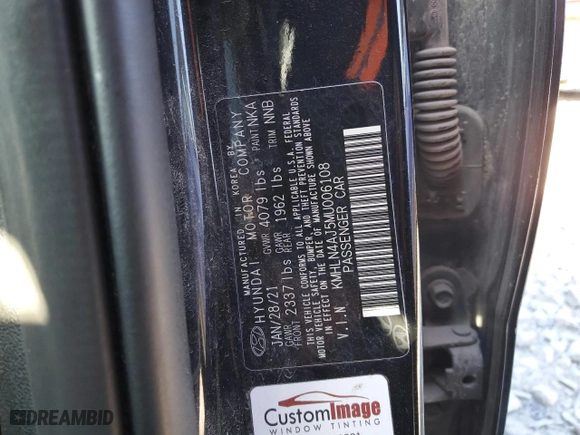 MANUFACTURED IN KOREA BY
HYUNDAI MOTOR COMPANY
JAN/28/21 GVWR 4079 lbs PAINT NKA
GAWR FRONT 2337 lbs GAWR REAR 1962 lbs TRIM NNB
THIS VEHICLE CONFORMS TO ALL APPLICABLE U.S.A. FEDERAL
MOTOR VEHICLE SAFETY, BUMPER, AND THEFT PREVENTION STANDARDS
IN EFFECT ON THE DATE OF MANUFACTURE SHOWN ABOVE
V.I.N KMHLN4AJ5MU006108
PASSENGER CAR
CustomImage
WINDOW TINTING
DREAMBID